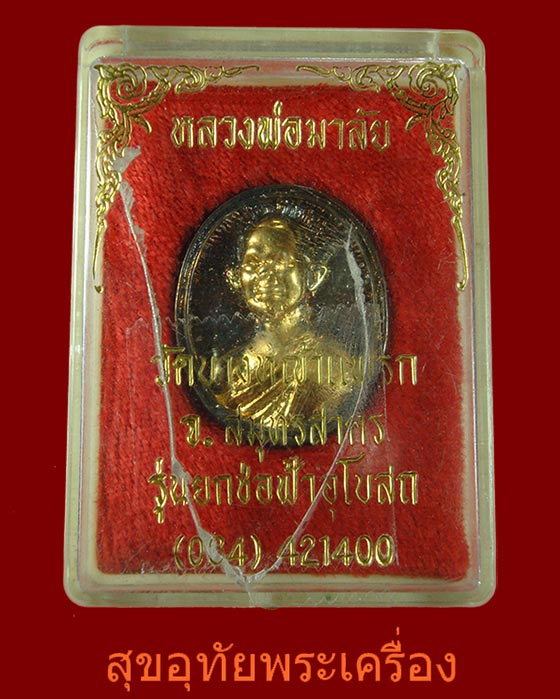 หลวงพ่อมาลัย
วัดบางหญ้าแพรก
จ. สมุทรสาคร
รุ่นยกช่อฟ้าอุโบสถ
(034) 421400
สุขอุทัยพระเครื่อง